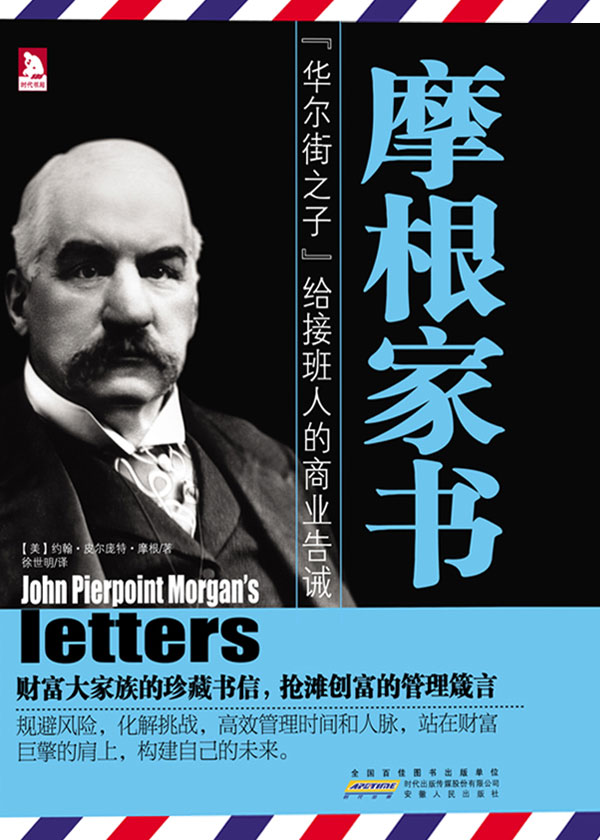 时代书局
摩根家书
『华尔街之子』给接班人的商业告诫
【美】约翰·皮尔庞特·摩根/著
徐世明/译
John Pierpoint Morgan's
letters
财富大家族的珍藏书信，抢滩创富的管理箴言
规避风险，化解挑战，高效管理时间和人脉，站在财富
巨擎的肩上，构建自己的未来。
全国百佳图书出版单位
APGTIME
时代出版传媒股份有限公司
安徽人民出版社